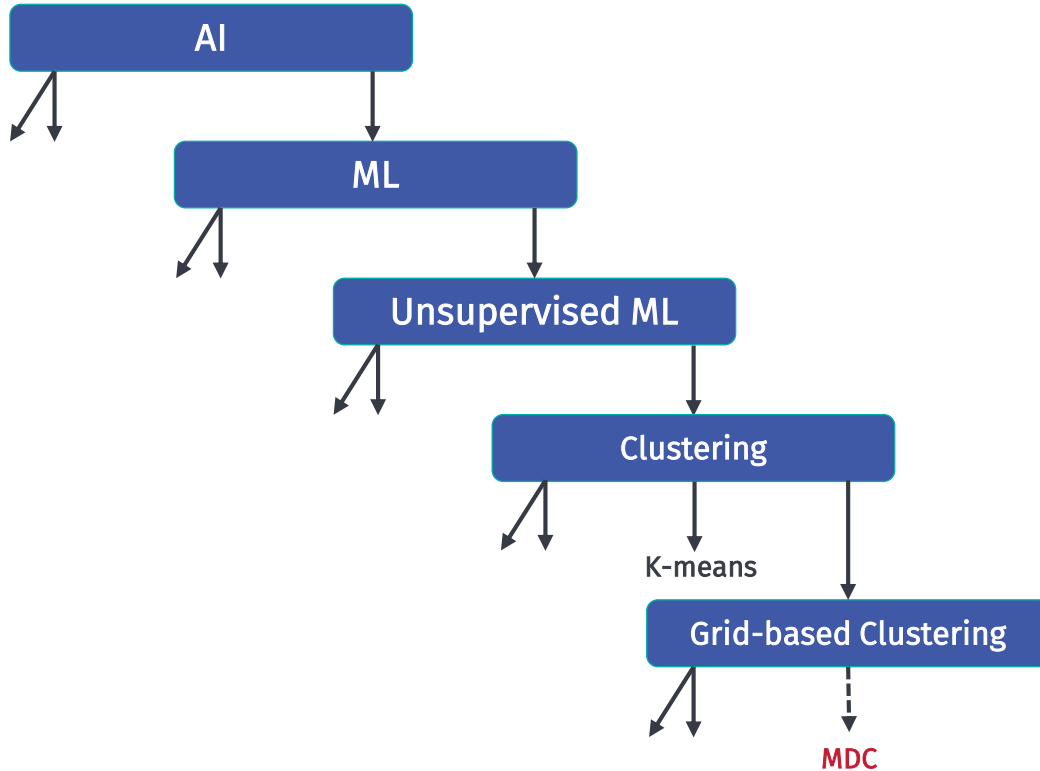 AI
ML
Unsupervised ML
Clustering
K-means
Grid-based Clustering
MDC